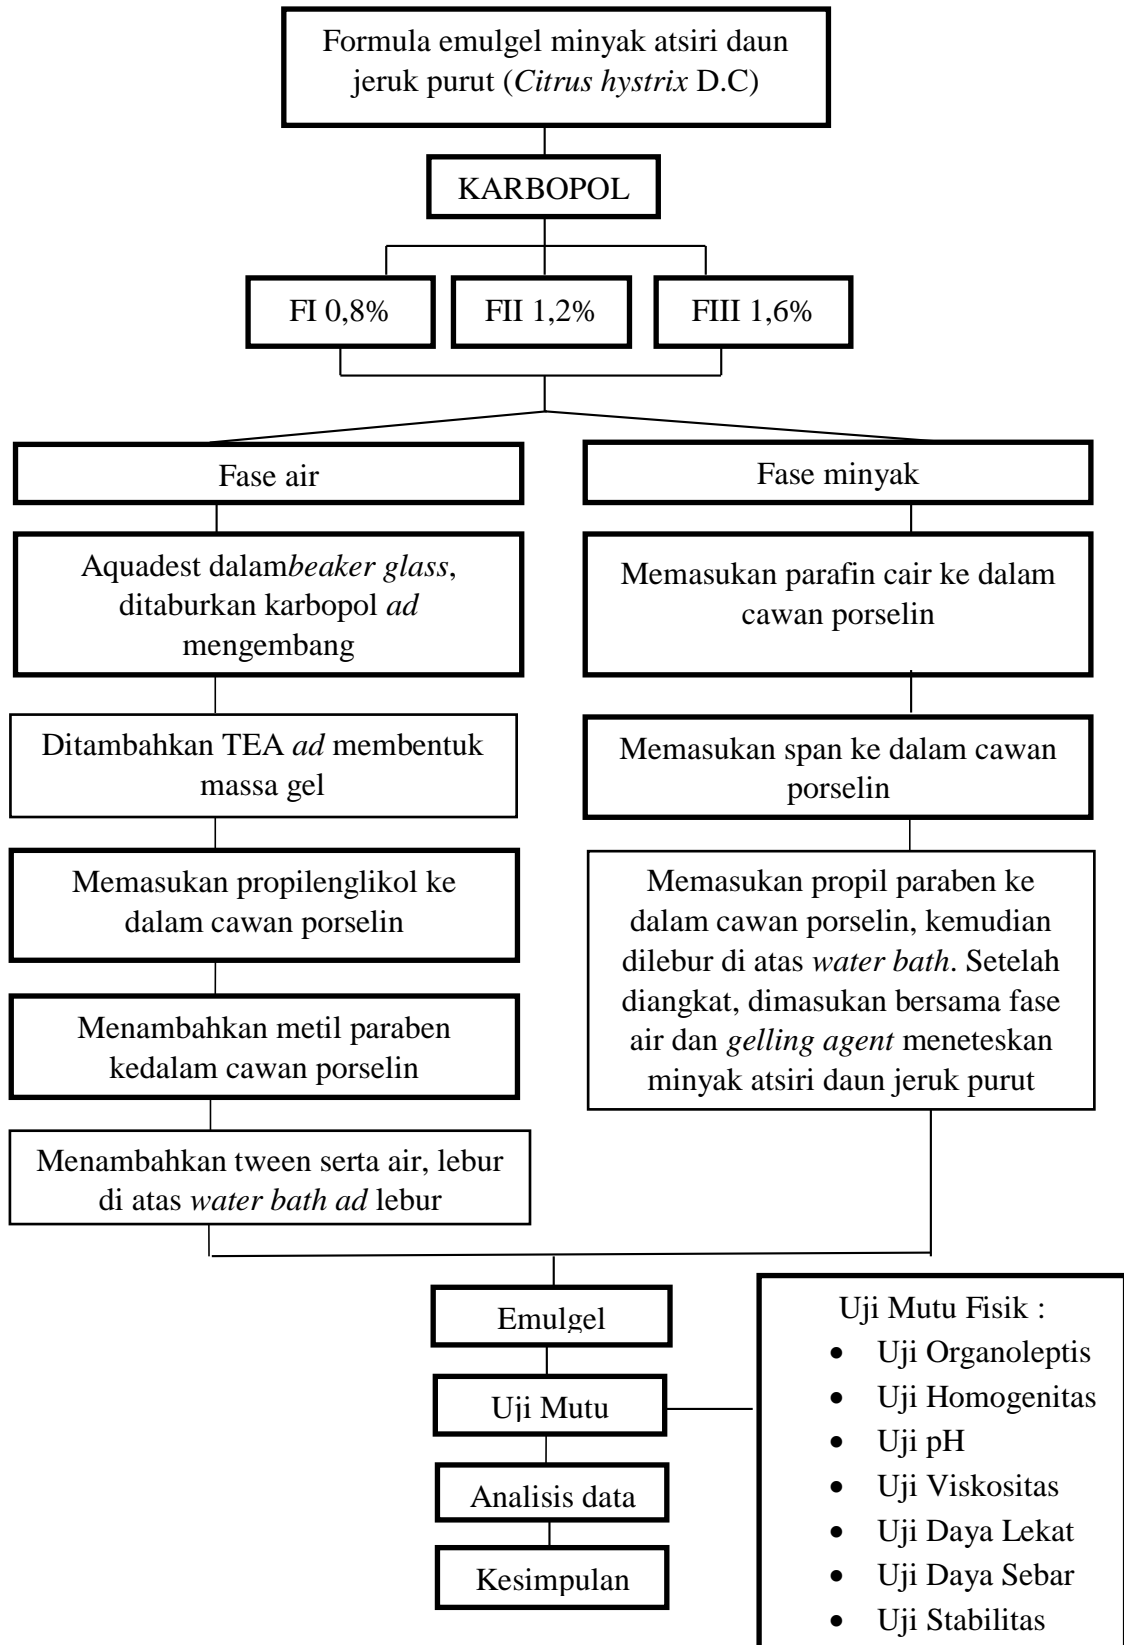 Formula emulgel minyak atsiri daun
jeruk purut (Citrus hystrix D.C)
KARBOPOL
FI 0,8%
FII 1,2%
FIII 1,6%
Fase air
Aquadest dalambeaker glass,
ditaburkan karbopol ad
mengembang
Ditambahkan TEA ad membentuk
massa gel
Memasukan propilenglikol ke
dalam cawan porselin
Menambahkan metil paraben
kedalam cawan porselin
Menambahkan tween serta air, lebur
di atas water bath ad lebur
Fase minyak
Memasukan parafin cair ke dalam
cawan porselin
Memasukan span ke dalam cawan
porselin
Memasukan propil paraben ke
dalam cawan porselin, kemudian
dilebur di atas water bath. Setelah
diangkat, dimasukan bersama fase
air dan gelling agent meneteskan
minyak atsiri daun jeruk purut
Emulgel
Uji Mutu
Analisis data
Kesimpulan
Uji Mutu Fisik :
• Uji Organoleptis
• Uji Homogenitas
• Uji pH
• Uji Viskositas
• Uji Daya Lekat
• Uji Daya Sebar
• Uji Stabilitas